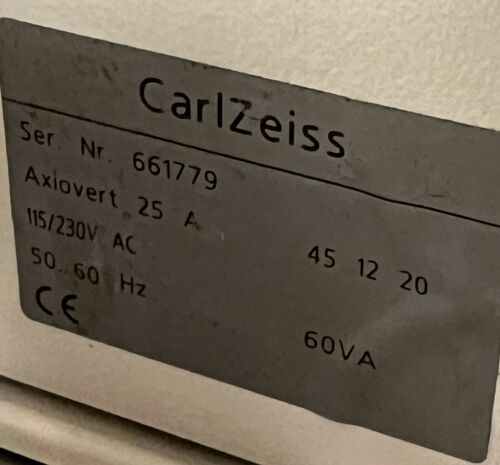 CarlZeiss
Ser. Nr. 661779
Axiovert 25 A 45 12 20
115/230V AC
50..60 Hz 60VA
CE